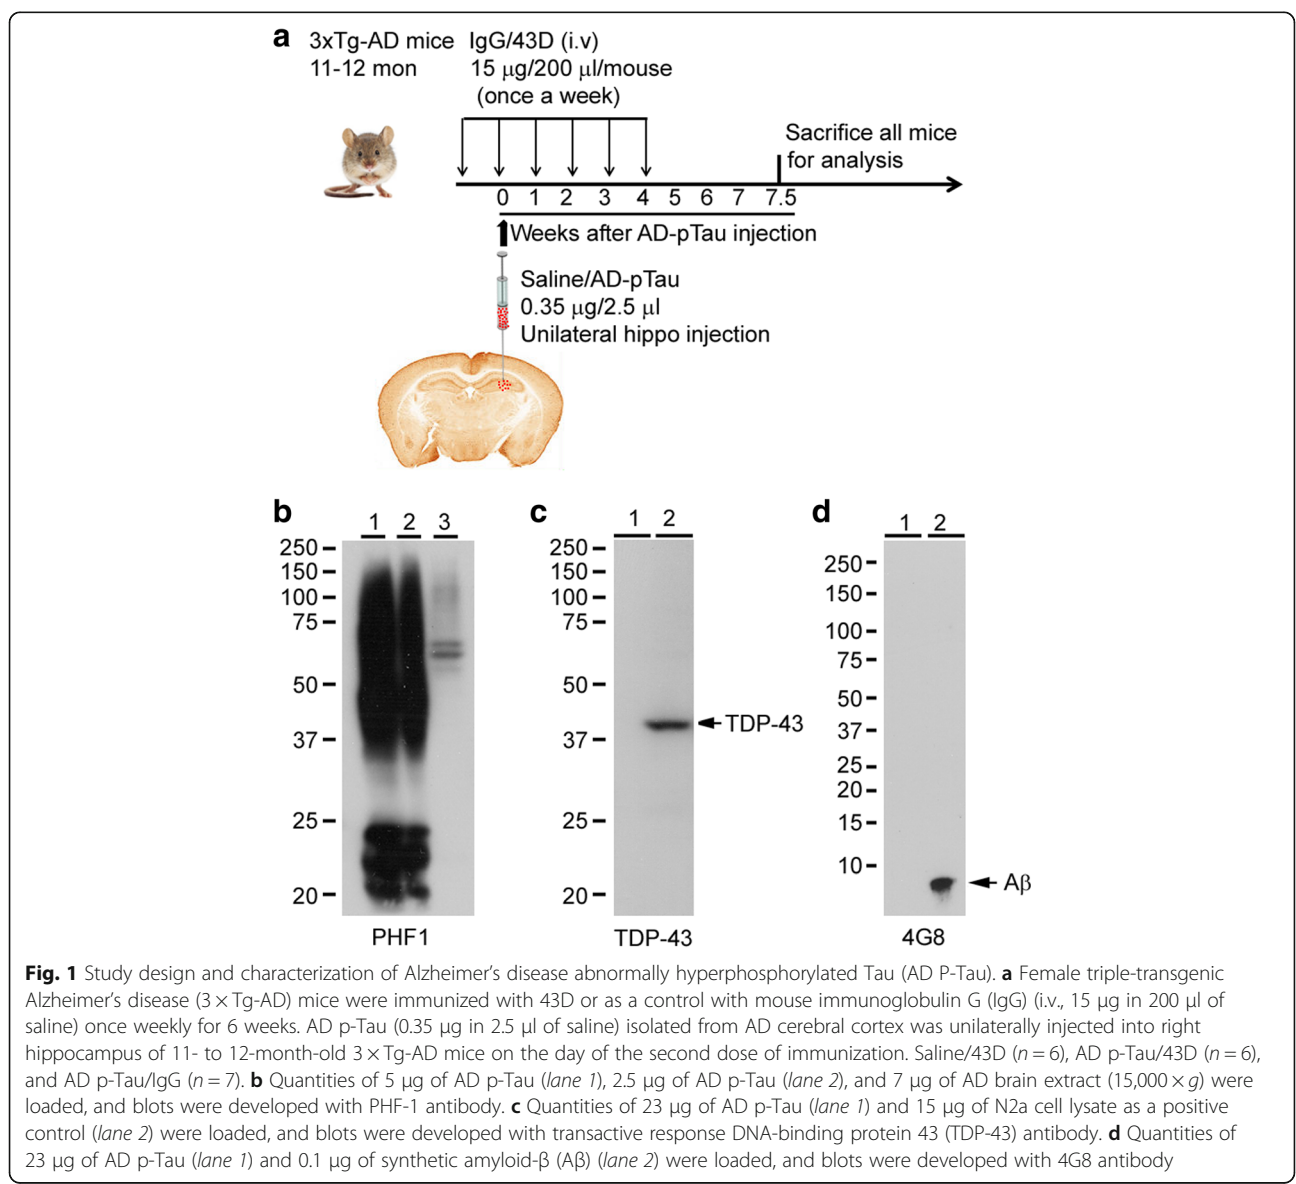 a
3xTg-AD mice IgG/43D (i.v)
11-12 mon 15 µg/200 µl/mouse
(once a week)
Sacrifice all mice
for analysis
0 1 2 3 4 5 6 7 7.5
Weeks after AD-pTau injection
Saline/AD-pTau
0.35 µg/2.5 µl
Unilateral hippo injection
b
1 2 3
250
150
100
75
50
37
25
20
PHF1
c
1 2
250
150
100
75
50
37
25
20
TDP-43
TDP-43
d
1 2
250
150
100
75
50
37
25
20
15
10
Aβ
4G8
Fig. 1 Study design and characterization of Alzheimer's disease abnormally hyperphosphorylated Tau (AD P-Tau). a Female triple-transgenic
Alzheimer's disease (3 × Tg-AD) mice were immunized with 43D or as a control with mouse immunoglobulin G (IgG) (i.v., 15 µg in 200 µl of
saline) once weekly for 6 weeks. AD p-Tau (0.35 µg in 2.5 µl of saline) isolated from AD cerebral cortex was unilaterally injected into right
hippocampus of 11- to 12-month-old 3 × Tg-AD mice on the day of the second dose of immunization. Saline/43D (n = 6), AD p-Tau/43D (n = 6),
and AD p-Tau/IgG (n = 7). b Quantities of 5 µg of AD p-Tau (lane 1), 2.5 µg of AD p-Tau (lane 2), and 7 µg of AD brain extract (15,000 × g) were
loaded, and blots were developed with PHF-1 antibody. c Quantities of 23 µg of AD p-Tau (lane 1) and 15 µg of N2a cell lysate as a positive
control (lane 2) were loaded, and blots were developed with transactive response DNA-binding protein 43 (TDP-43) antibody. d Quantities of
23 µg of AD p-Tau (lane 1) and 0.1 µg of synthetic amyloid-β (Aβ) (lane 2) were loaded, and blots were developed with 4G8 antibody